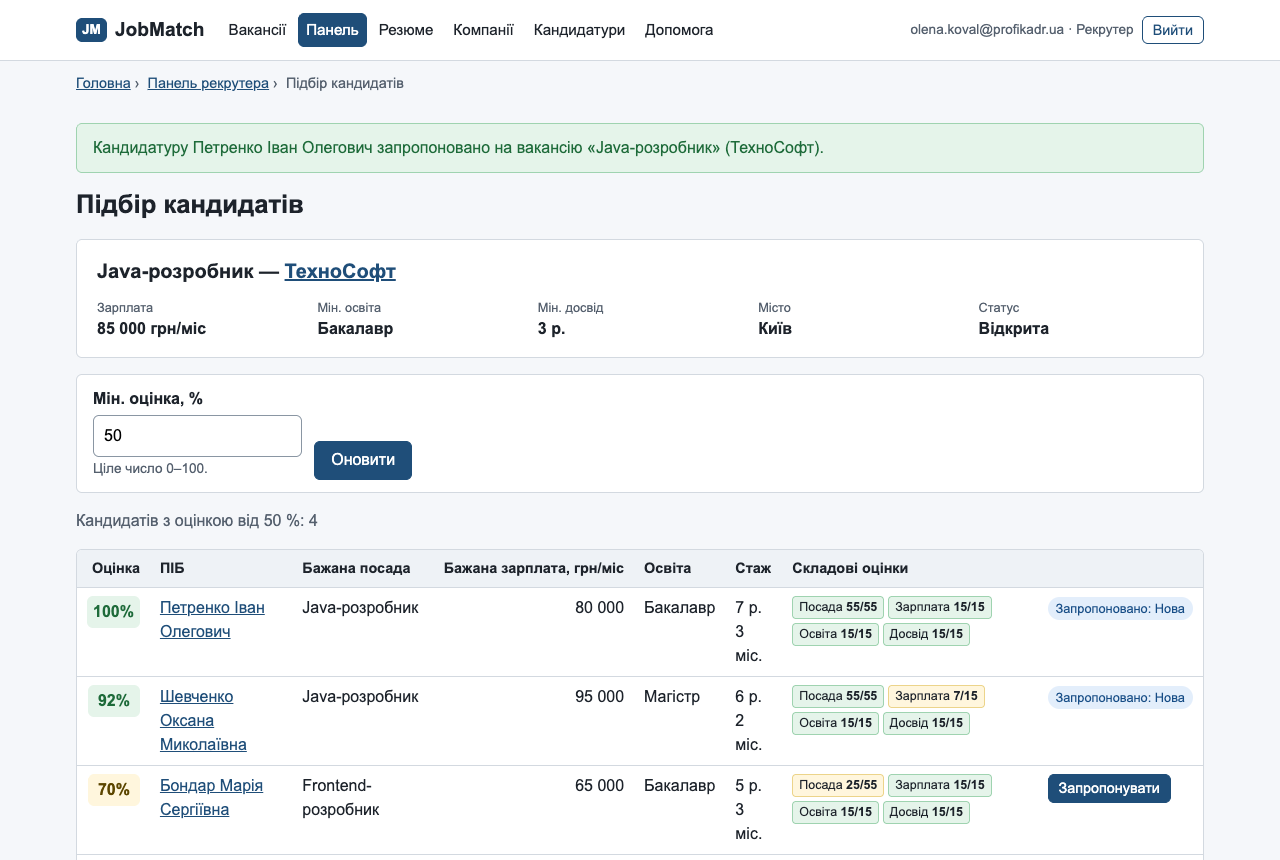 JM JobMatch Вакансії Панель Резюме Компанії Кандидатури Допомога olena.koval@profikadr.ua · Рекрутер Вийти
Головна › Панель рекрутера › Підбір кандидатів
Кандидатуру Петренко Іван Олегович запропоновано на вакансію «Java-розробник» (ТехноСофт).
Підбір кандидатів
Java-розробник — ТехноСофт
Зарплата Мін. освіта Мін. досвід Місто Статус
85 000 грн/міс Бакалавр 3 р. Київ Відкрита
Мін. оцінка, %
50
Ціле число 0–100.
Оновити
Кандидатів з оцінкою від 50 %: 4
Оцінка ПІБ Бажана посада Бажана зарплата, грн/міс Освіта Стаж Складові оцінки
100% Петренко Іван Java-розробник 80 000 Бакалавр 7 р. Посада 55/55 Зарплата 15/15 Запропоновано: Нова
Олегович 3 Освіта 15/15 Досвід 15/15
міс.
92% Шевченко Java-розробник 95 000 Магістр 6 р. Посада 55/55 Зарплата 7/15 Запропоновано: Нова
Оксана 2 Освіта 15/15 Досвід 15/15
Миколаївна міс.
70% Бондар Марія Frontend- 65 000 Бакалавр 5 р. Посада 25/55 Зарплата 15/15 Запропонувати
Сергіївна розробник 3 Освіта 15/15 Досвід 15/15
міс.